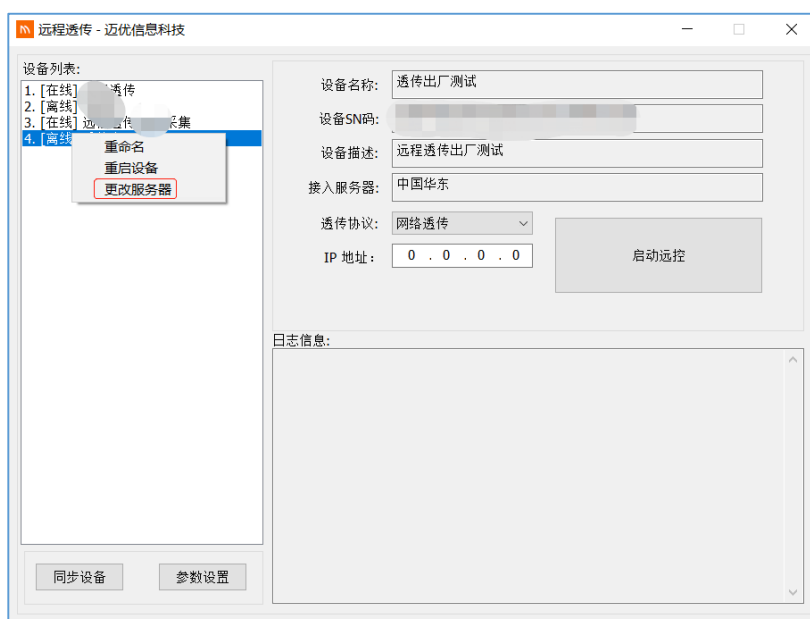 远程透传 - 迈优信息科技
设备列表:
1. [在线] 透传
2. [离线]
3. [在线] 采集
4. [离线
重命名
重启设备
更改服务器
同步设备
参数设置
设备名称: 透传出厂测试
设备SN码:
设备描述: 远程透传出厂测试
接入服务器: 中国华东
透传协议: 网络透传
IP 地址: 0 . 0 . 0 . 0
启动远控
日志信息: